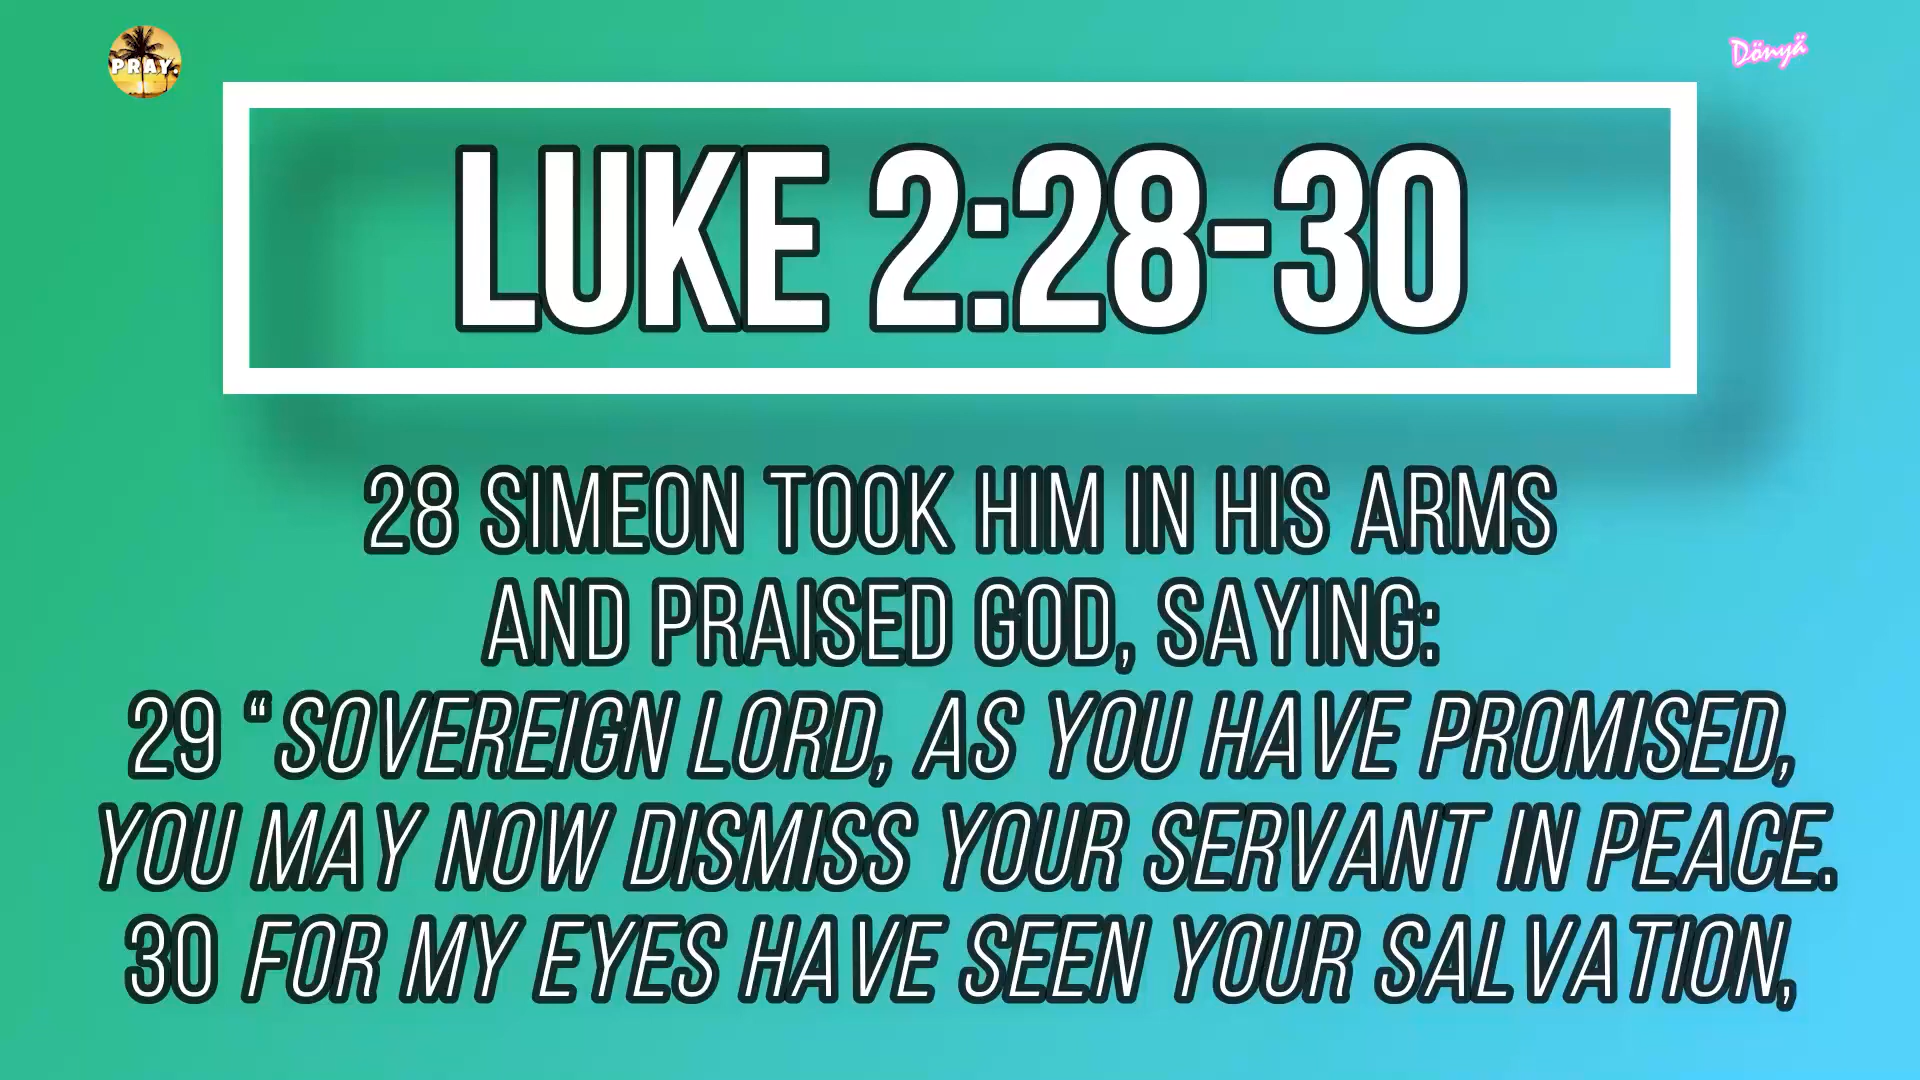 PRAY.
Dönyä
LUKE 2:28-30
28 SIMEON TOOK HIM IN HIS ARMS
AND PRAISED GOD, SAYING:
29 “SOVEREIGN LORD, AS YOU HAVE PROMISED,
YOU MAY NOW DISMISS YOUR SERVANT IN PEACE.
30 FOR MY EYES HAVE SEEN YOUR SALVATION,